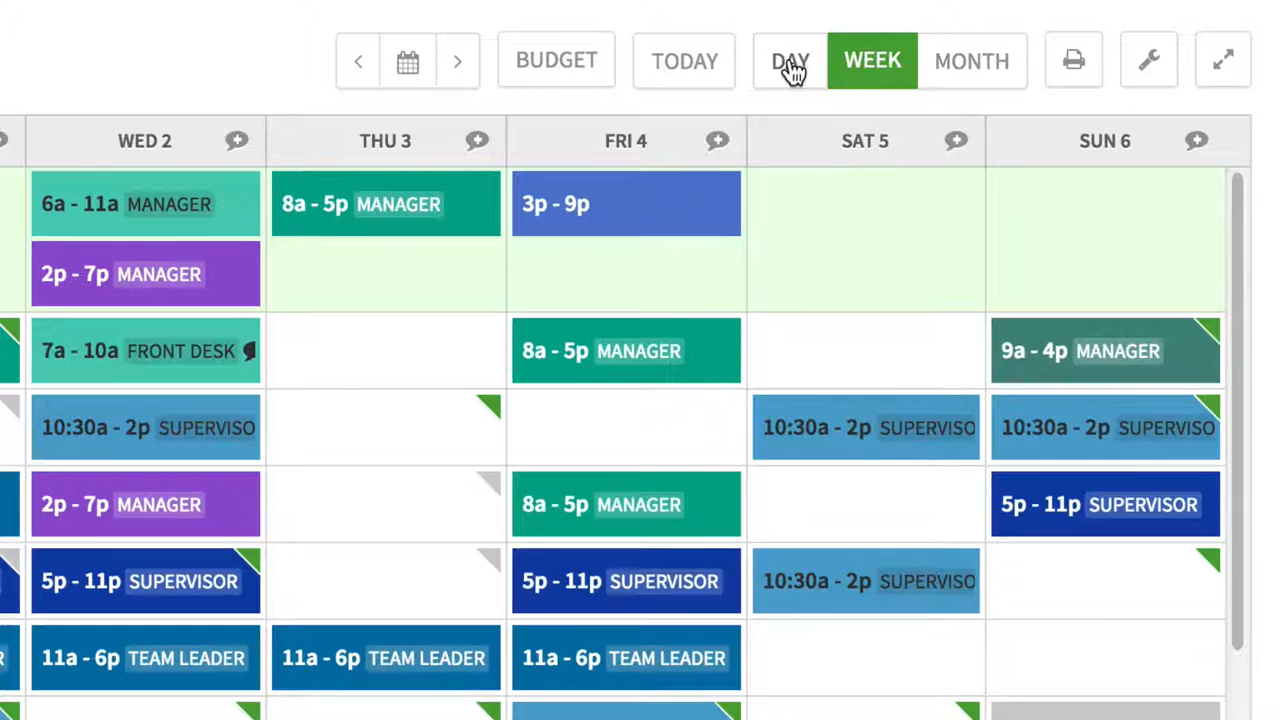 BUDGET TODAY DAY WEEK MONTH
WED 2 THU 3 FRI 4 SAT 5 SUN 6
6a - 11a MANAGER 8a - 5p MANAGER 3p - 9p
2p - 7p MANAGER
7a - 10a FRONT DESK 8a - 5p MANAGER 9a - 4p MANAGER
10:30a - 2p SUPERVISO 10:30a - 2p SUPERVISO 10:30a - 2p SUPERVISO
2p - 7p MANAGER 8a - 5p MANAGER 5p - 11p SUPERVISOR
5p - 11p SUPERVISOR 5p - 11p SUPERVISOR 10:30a - 2p SUPERVISO
11a - 6p TEAM LEADER 11a - 6p TEAM LEADER 11a - 6p TEAM LEADER